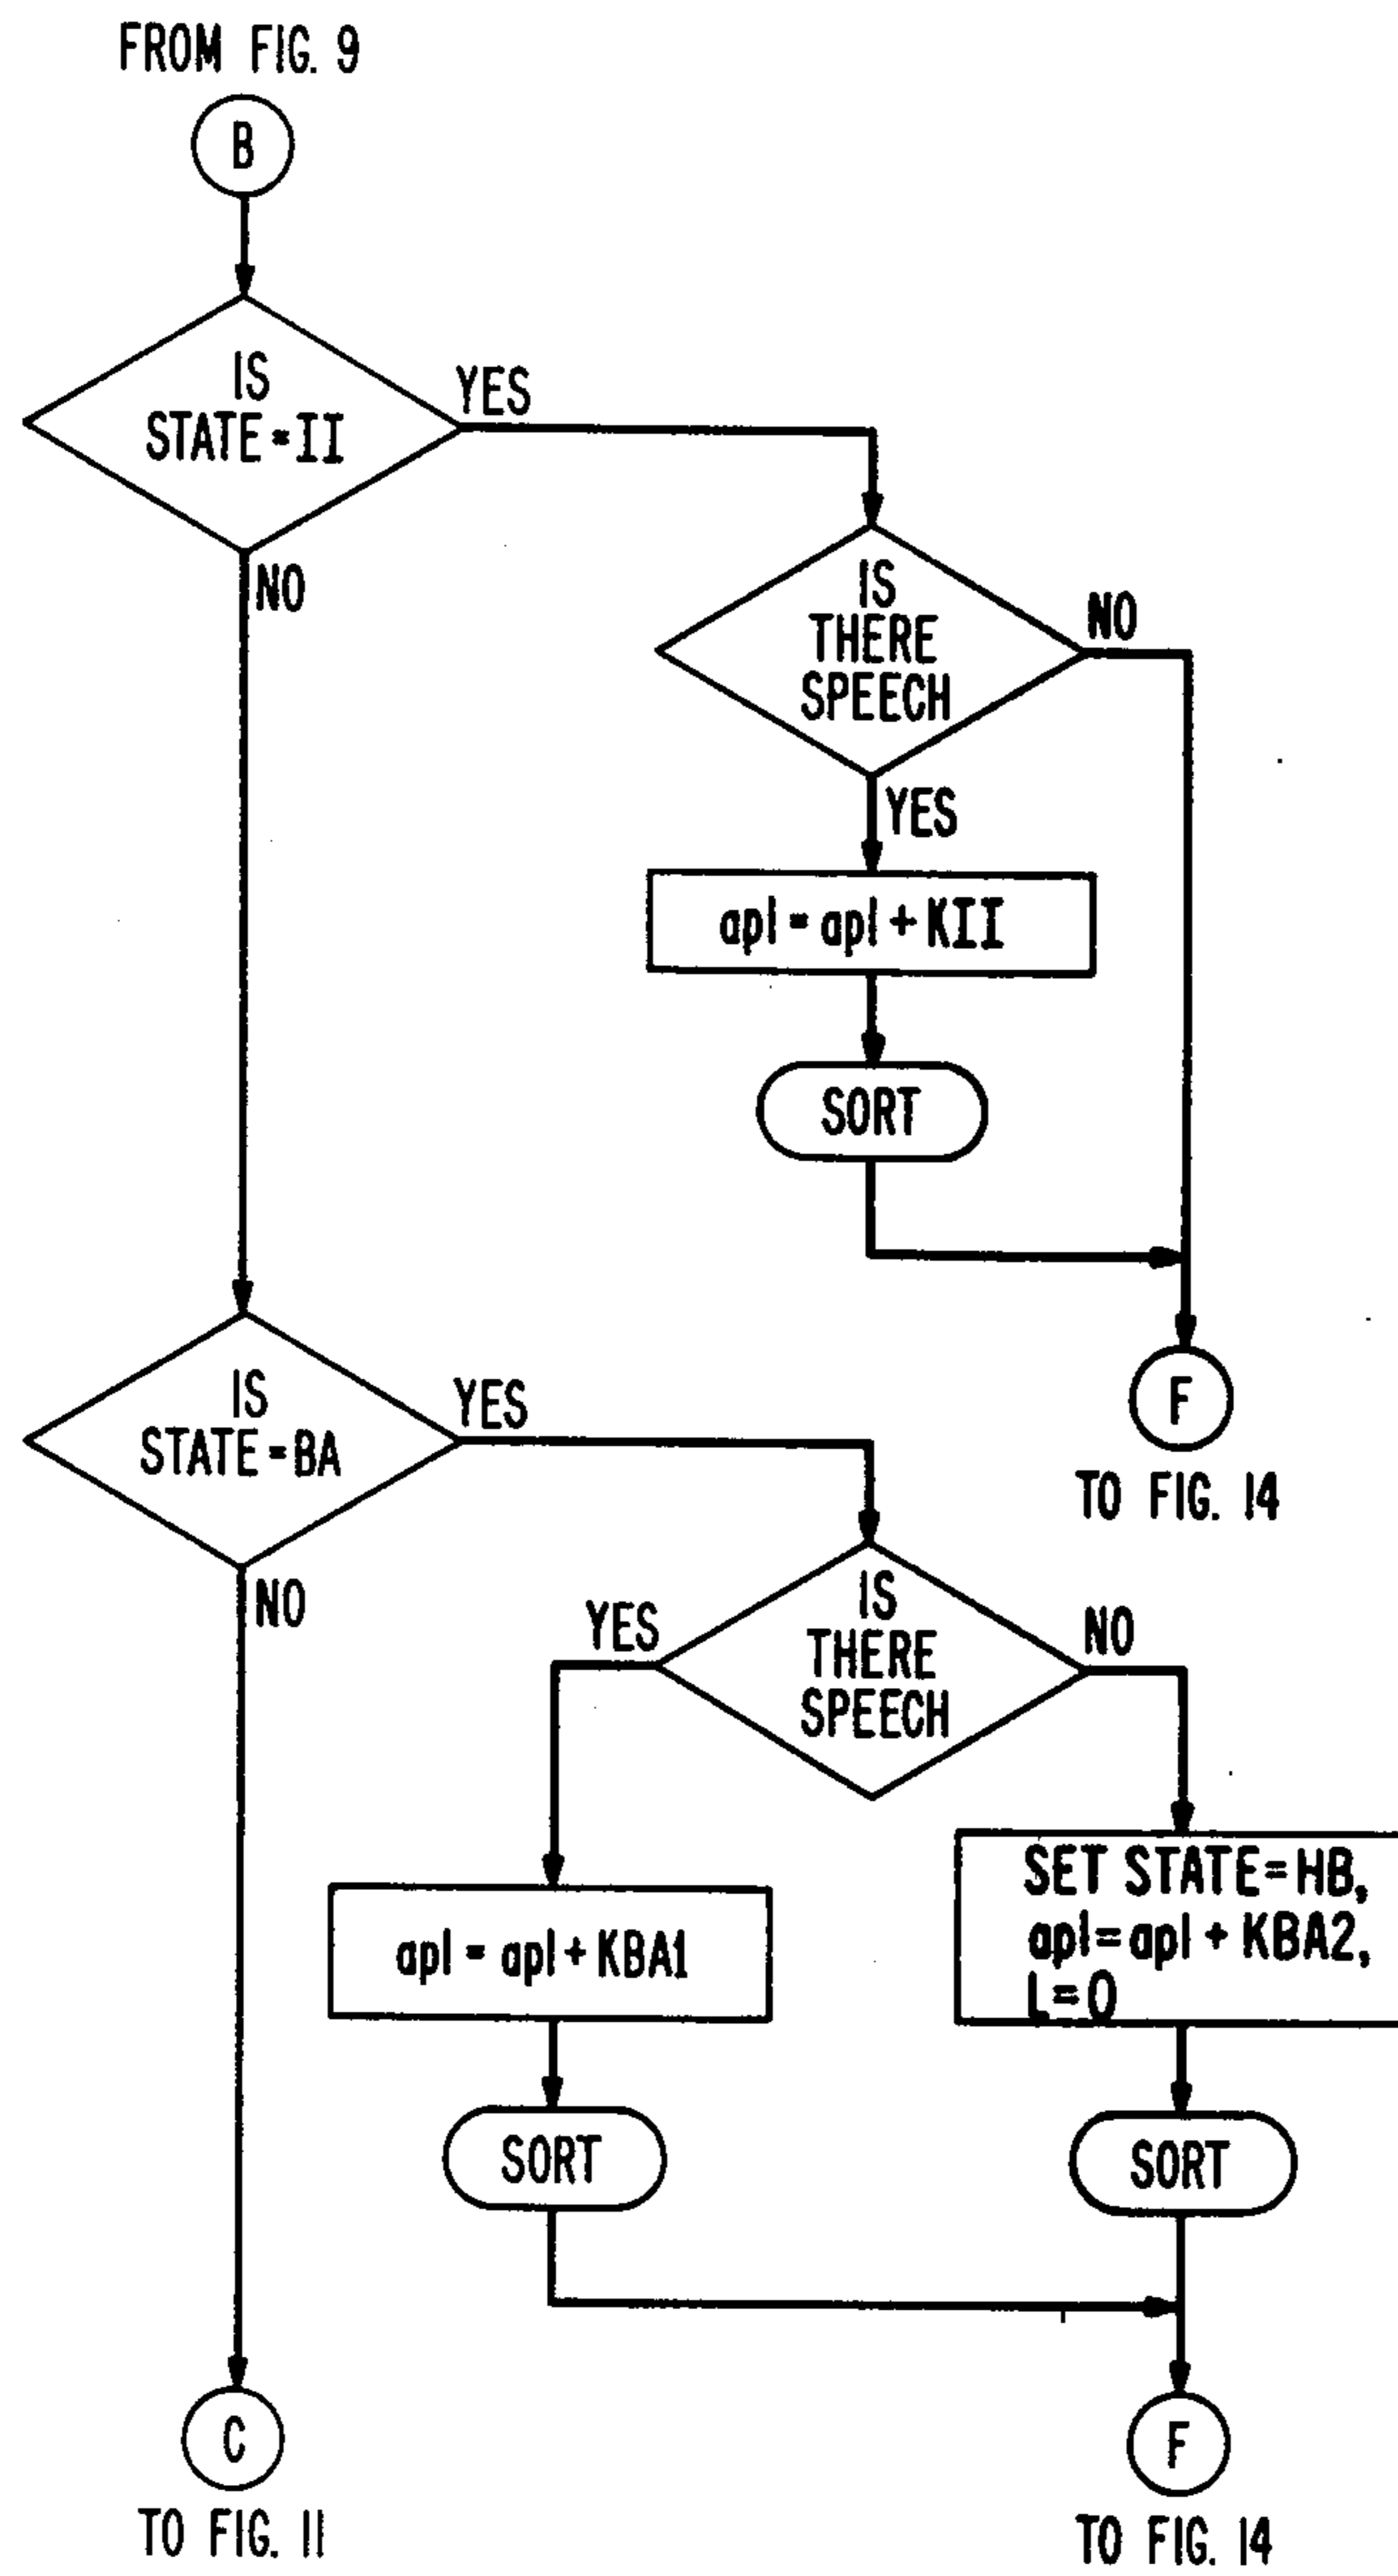 FROM FIG. 9
B
IS
STATE = II
YES
NO
IS
THERE
SPEECH
NO
YES
apl = apl + KII
SORT
F
TO FIG. 14
IS
STATE = BA
YES
NO
IS
THERE
SPEECH
YES
NO
apl = apl + KBA1
SET STATE = HB,
apl = apl + KBA2,
L = 0
SORT
SORT
C
TO FIG. 11
F
TO FIG. 14